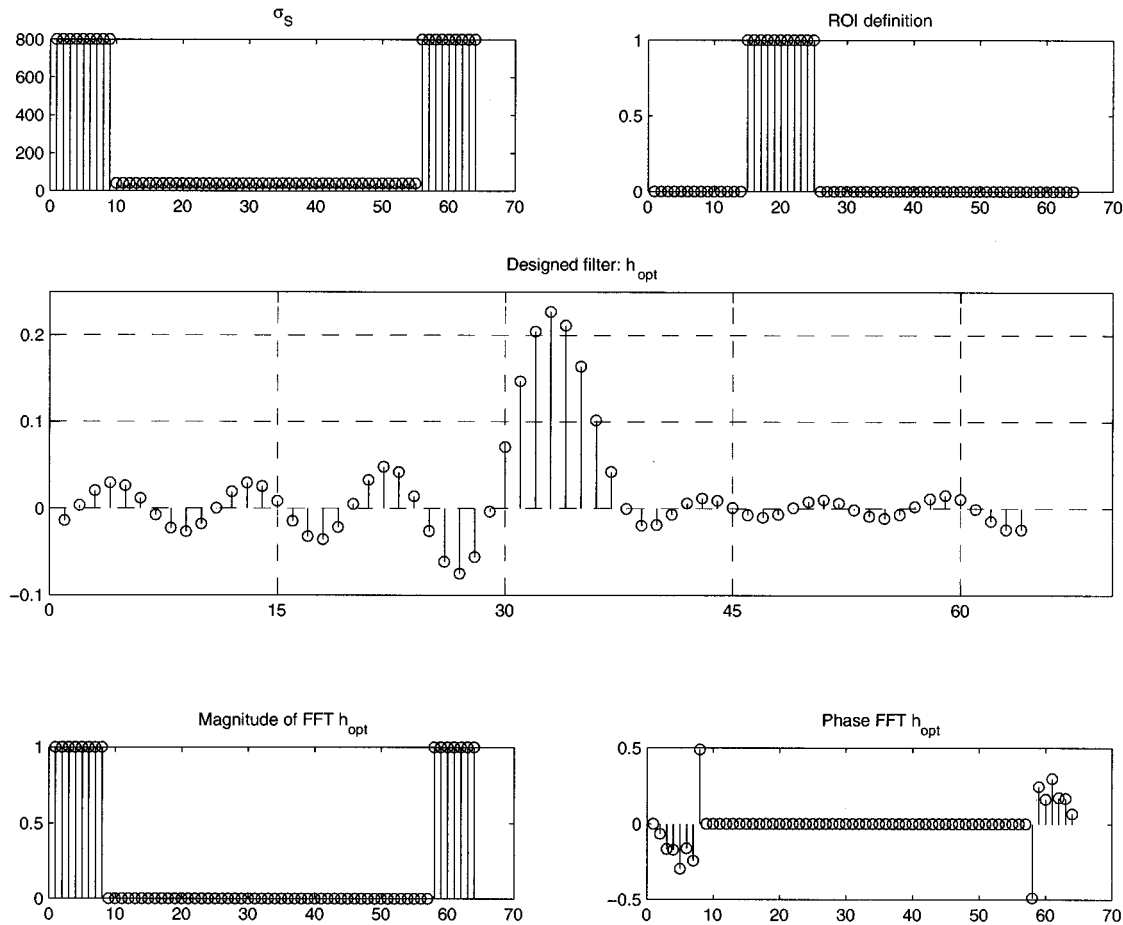 σS
800
600
400
200
0
0 10 20 30 40 50 60 70
ROI definition
1
0.5
0
0 10 20 30 40 50 60 70
Designed filter: hopt
0.2
0.1
0
−0.1
0 15 30 45 60
Magnitude of FFT hopt
1
0.5
0
0 10 20 30 40 50 60 70
Phase FFT hopt
0.5
0
−0.5
0 10 20 30 40 50 60 70